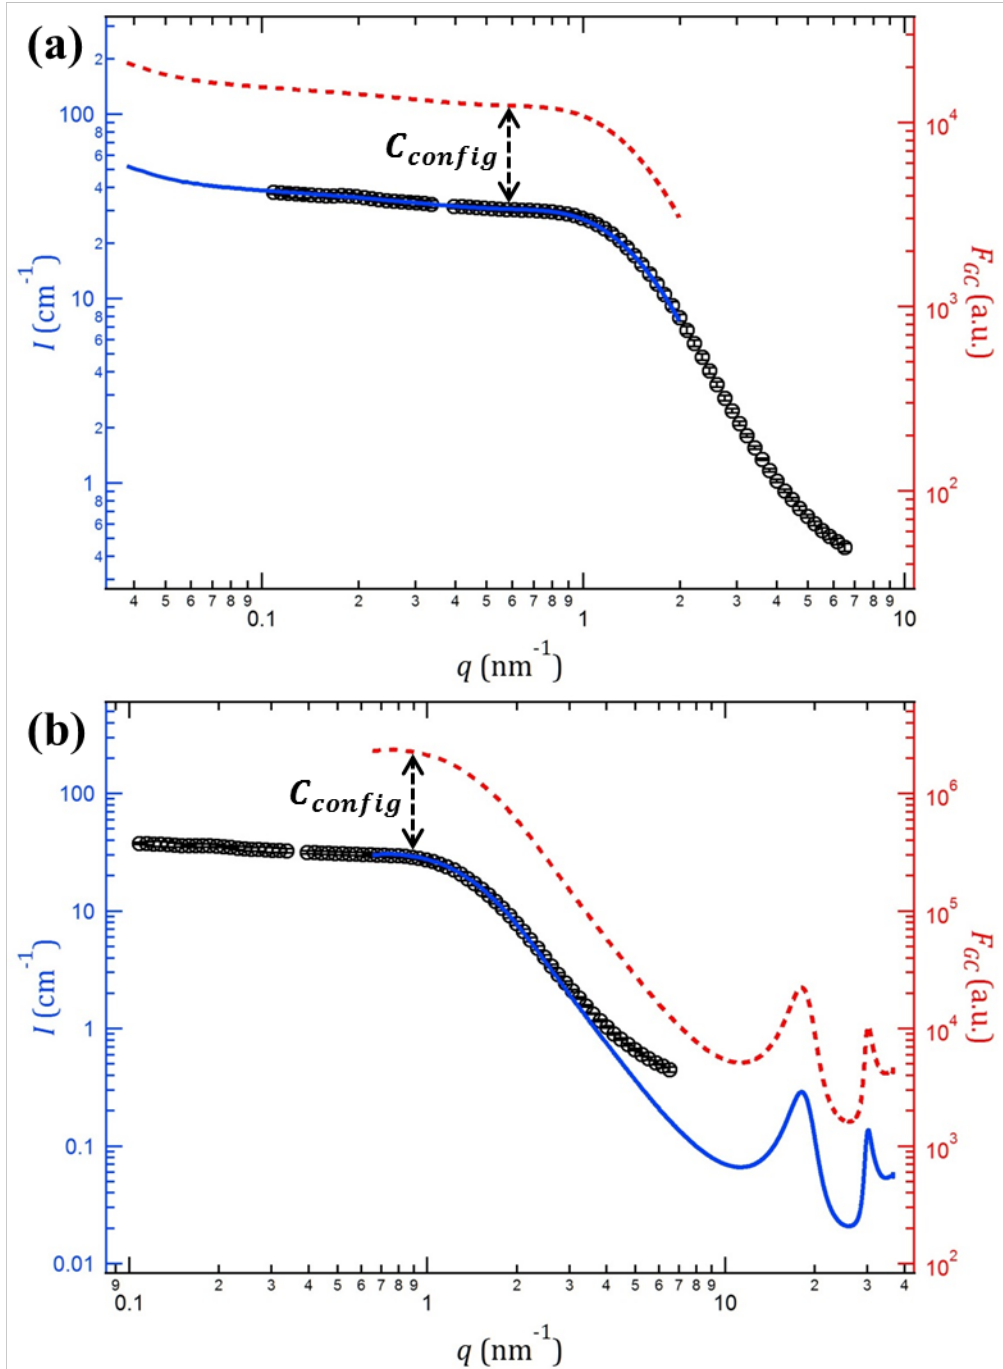 (a)
2
100
8
6
4
2
10
8
6
4
2
1
8
6
4
I (cm⁻¹)
C_config
10⁴
10³
10²
F_GC (a.u.)
4 5 6 7 8 9 2 3 4 5 6 7 8 9 2 3 4 5 6 7 8 9
0.1 1 10
q (nm⁻¹)
(b)
100
10
1
0.1
0.01
I (cm⁻¹)
C_config
10⁶
10⁵
10⁴
10³
10²
F_GC (a.u.)
9 2 3 4 5 6 7 8 9 2 3 4 5 6 7 8 9 2 3 4
0.1 1 10
q (nm⁻¹)